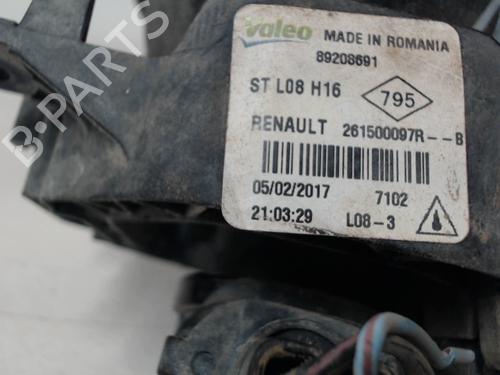 Valeo MADE IN ROMANIA
89208691
ST L08 H16 795
RENAULT 261500097R--B
05/02/2017 7102
21:03:29 L08-3
B PARTS